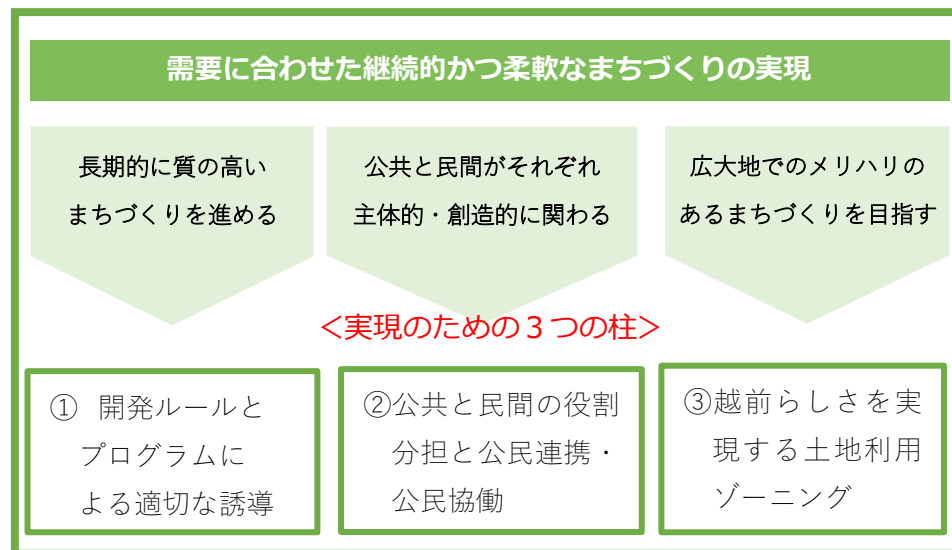 需要に合わせた継続的かつ柔軟なまちづくりの実現
長期的に質の高い
まちづくりを進める
公共と民間がそれぞれ
主体的・創造的に関わる
広大地でのメリハリの
あるまちづくりを目指す
＜実現のための３つの柱＞
① 開発ルールと
プログラムに
よる適切な誘導
②公共と民間の役割
分担と公民連携・
公民協働
③越前らしさを実
現する土地利用
ゾーニング